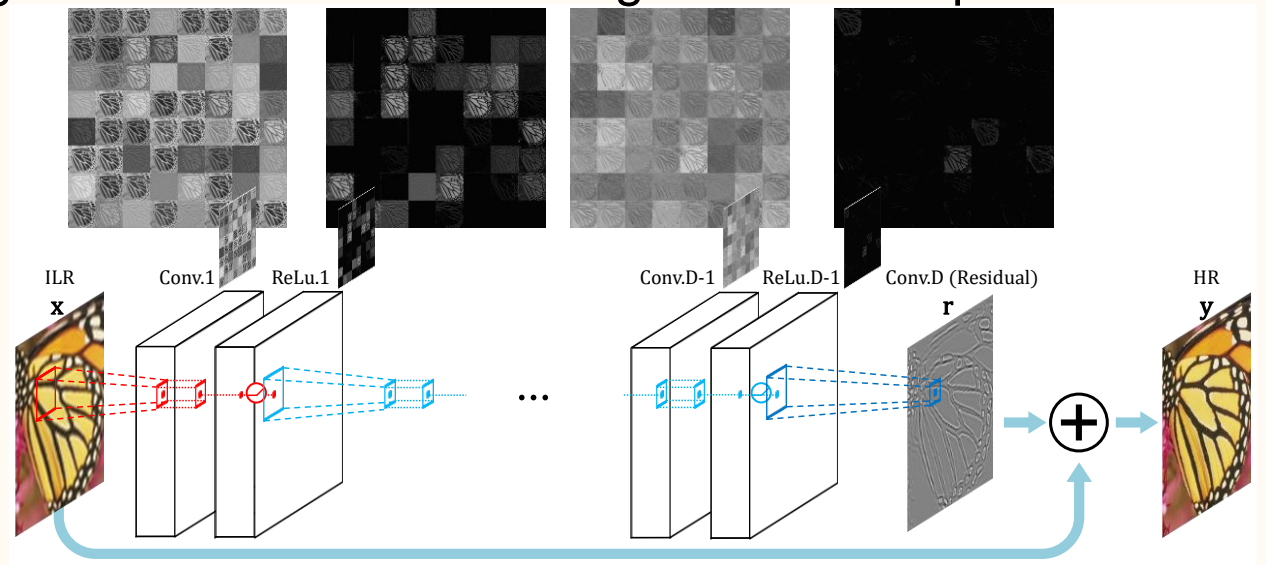 ILR
x
Conv.1
ReLu.1
...
Conv.D-1
ReLu.D-1
Conv.D (Residual)
r
+
HR
y